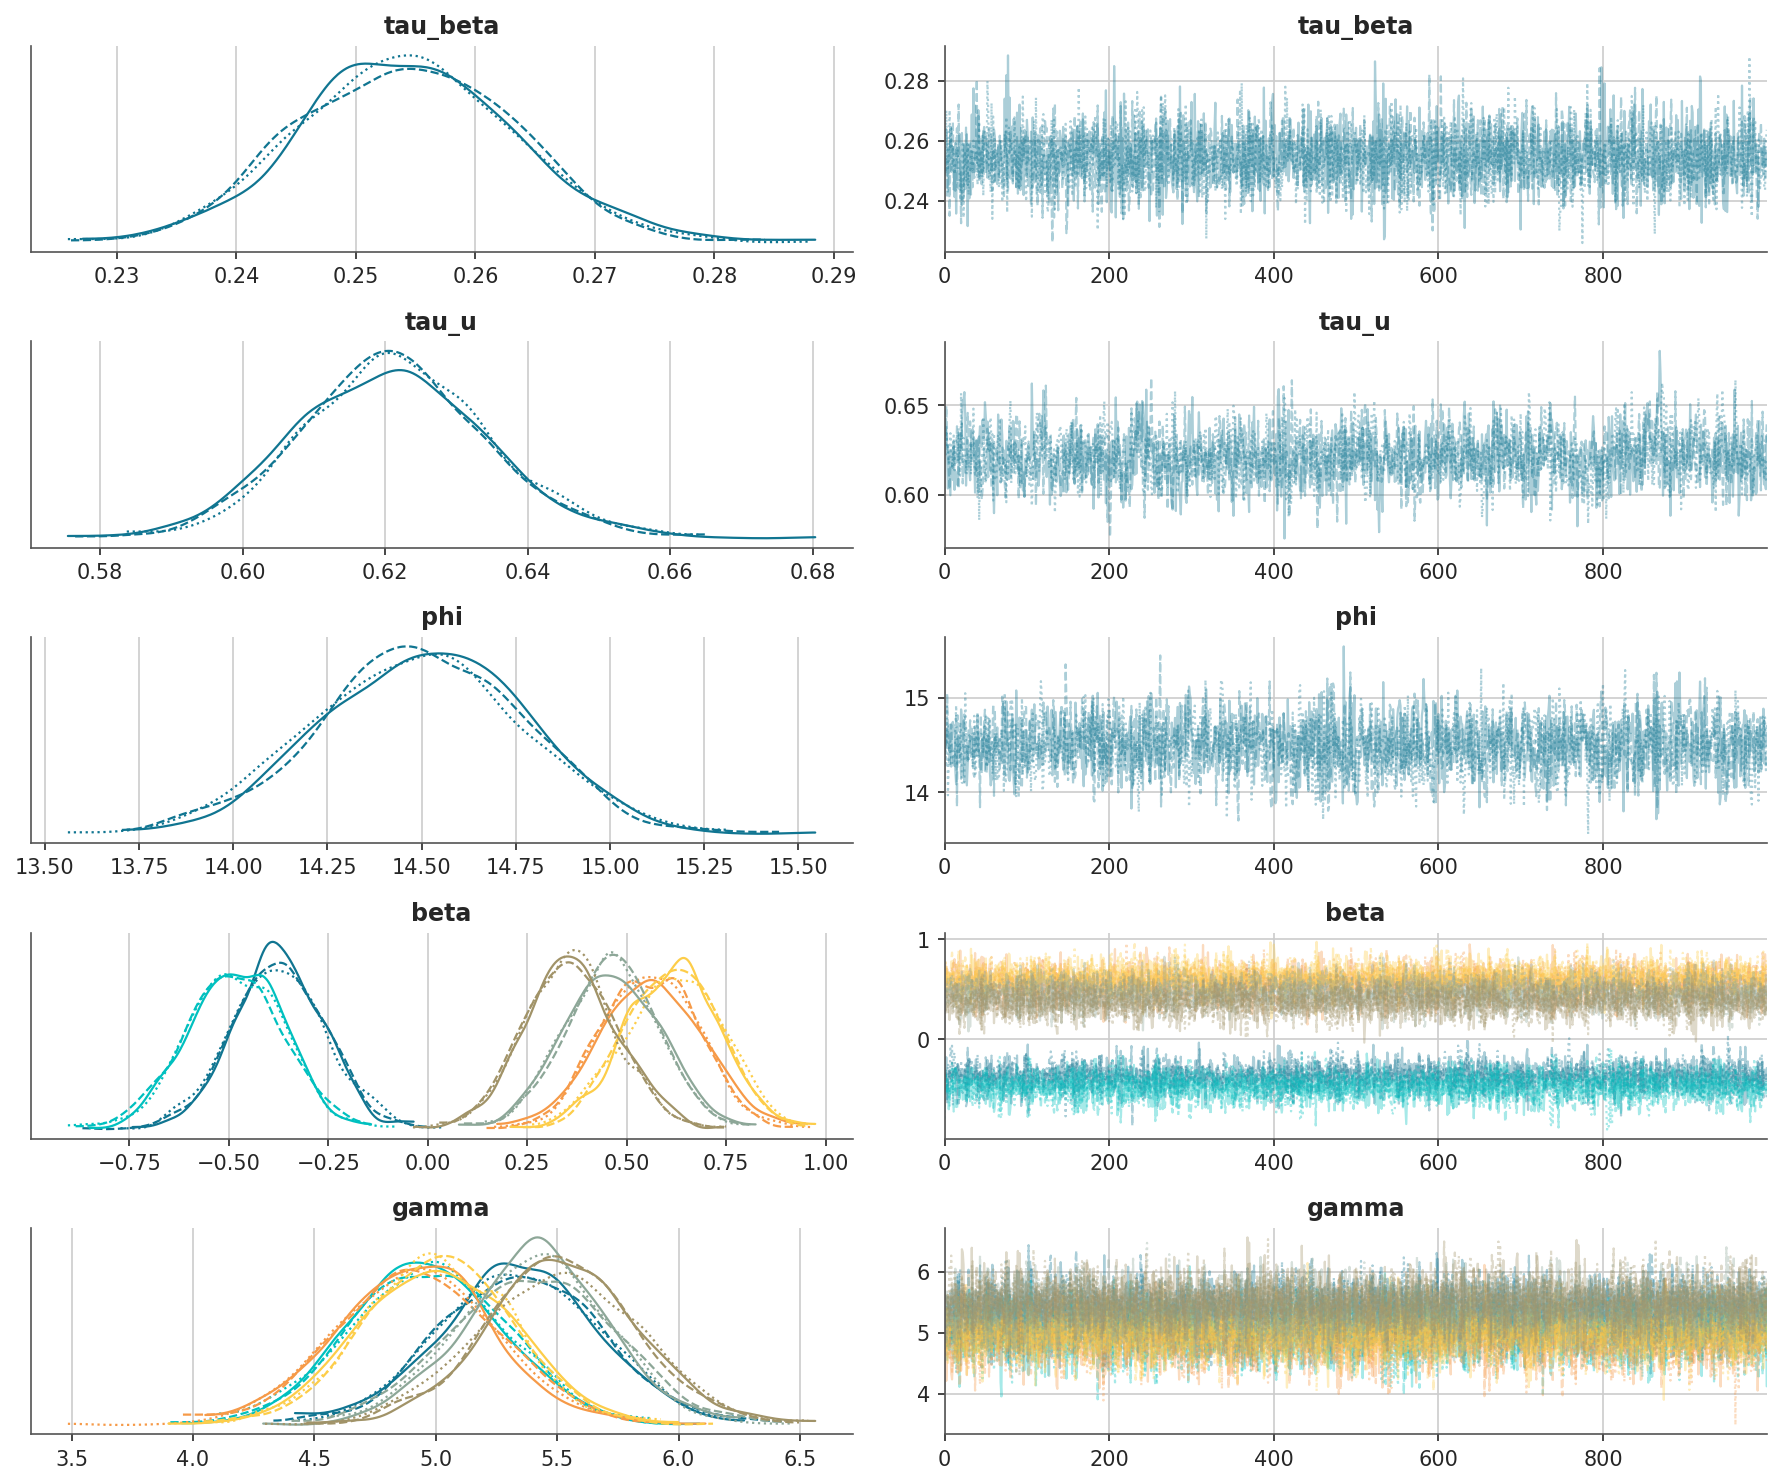 tau_beta
tau_beta
0.28
0.26
0.24
0.23 0.24 0.25 0.26 0.27 0.28 0.29
0 200 400 600 800
tau_u
tau_u
0.65
0.60
0.58 0.60 0.62 0.64 0.66 0.68
0 200 400 600 800
phi
phi
15
14
13.50 13.75 14.00 14.25 14.50 14.75 15.00 15.25 15.50
0 200 400 600 800
beta
beta
1
0
−0.75 −0.50 −0.25 0.00 0.25 0.50 0.75 1.00
0 200 400 600 800
gamma
gamma
6
5
4
3.5 4.0 4.5 5.0 5.5 6.0 6.5
0 200 400 600 800